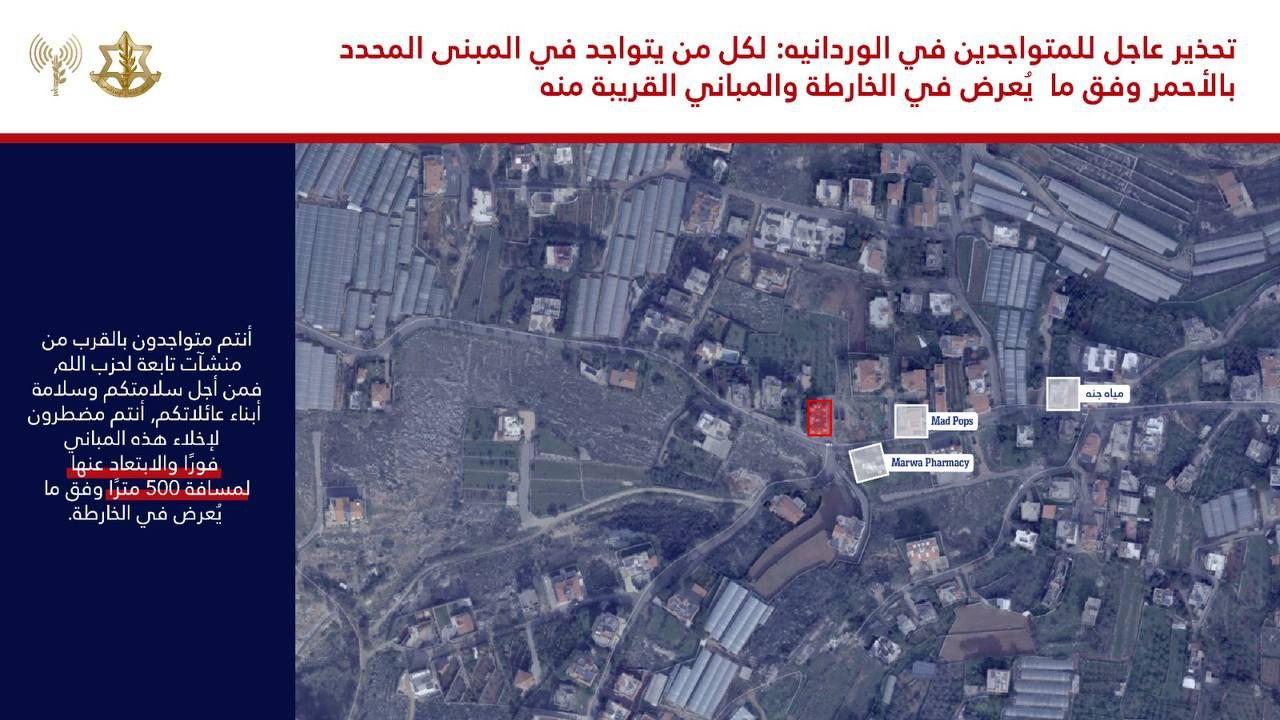 تحذير عاجل للمتواجدين في الوردانيه: لكل من يتواجد في المبنى المحدد
بالأحمر وفق ما يُعرض في الخارطة والمباني القريبة منه
أنتم متواجدون بالقرب من
منشآت تابعة لحزب الله,
فمن أجل سلامتكم وسلامة
أبناء عائلاتكم, أنتم مضطرون
لإخلاء هذه المباني
فورًا والابتعاد عنها
لمسافة 500 مترًا وفق ما
يُعرض في الخارطة.
مياه جنه
Mad Pops
Marwa Pharmacy